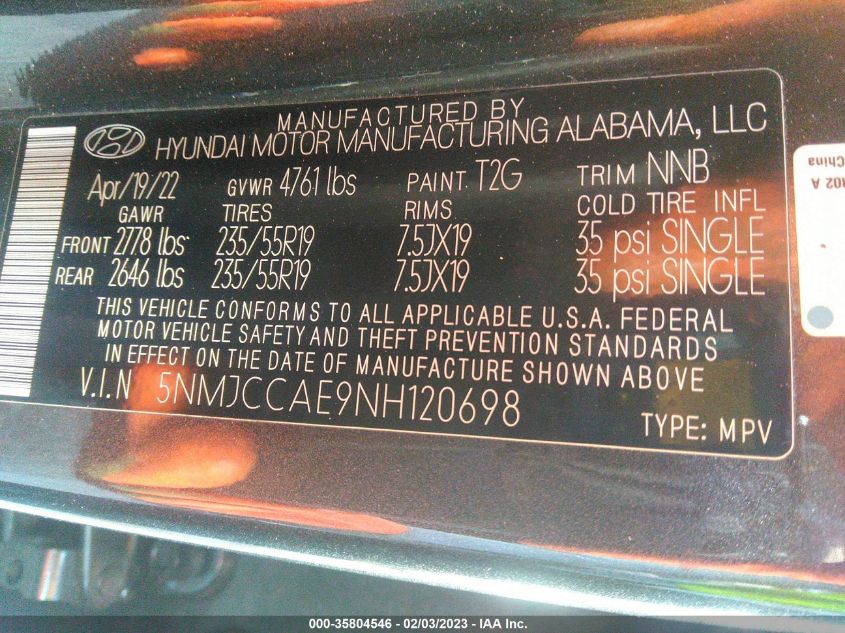 MANUFACTURED BY
HYUNDAI MOTOR MANUFACTURING ALABAMA, LLC
Apr/19/22 GVWR 4761 lbs PAINT T2G TRIM NNB
GAWR TIRES RIMS COLD TIRE INFL
FRONT 2778 lbs 235/55R19 7.5JX19 35 psi SINGLE
REAR 2646 lbs 235/55R19 7.5JX19 35 psi SINGLE
THIS VEHICLE CONFORMS TO ALL APPLICABLE U.S.A. FEDERAL
MOTOR VEHICLE SAFETY AND THEFT PREVENTION STANDARDS
IN EFFECT ON THE DATE OF MANUFACTURE SHOWN ABOVE
V.I.N 5NMJCCAE9NH120698
TYPE: MPV
China
000-35804546 - 02/03/2023 - IAA Inc.